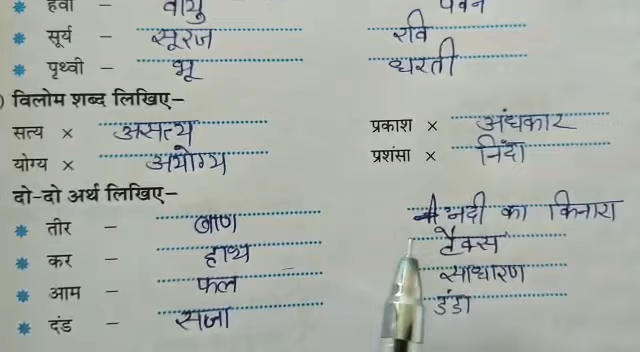 हवा – वायु पवन
सूर्य – सूरज रवि
पृथ्वी – भू धरती
) विलोम शब्द लिखिए–
सत्य × असत्य प्रकाश × अंधकार
योग्य × अयोग्य प्रशंसा × निंदा
दो-दो अर्थ लिखिए–
तीर – बाण नदी का किनारा
कर – हाथ टैक्स
आम – फल साधारण
दंड – सजा डंडा